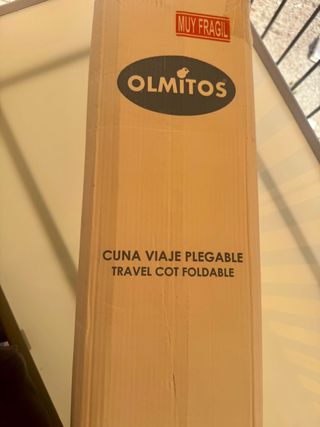 MUY FRAGIL
OLMITOS
CUNA VIAJE PLEGABLE
TRAVEL COT FOLDABLE